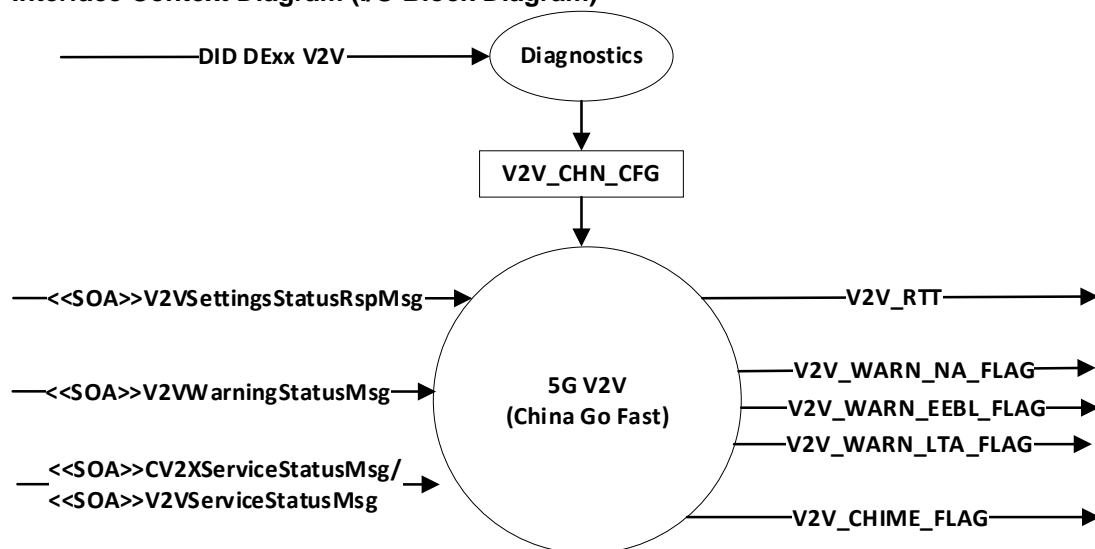 Interface Context Diagram (I/O Block Diagram)
DID DExx V2V
Diagnostics
V2V_CHN_CFG
<<SOA>>V2VSettingsStatusRspMsg
V2V_RTT
<<SOA>>V2VWarningStatusMsg
5G V2V
(China Go Fast)
V2V_WARN_NA_FLAG
V2V_WARN_EEBL_FLAG
V2V_WARN_LTA_FLAG
<<SOA>>CV2XServiceStatusMsg/
<<SOA>>V2VServiceStatusMsg
V2V_CHIME_FLAG